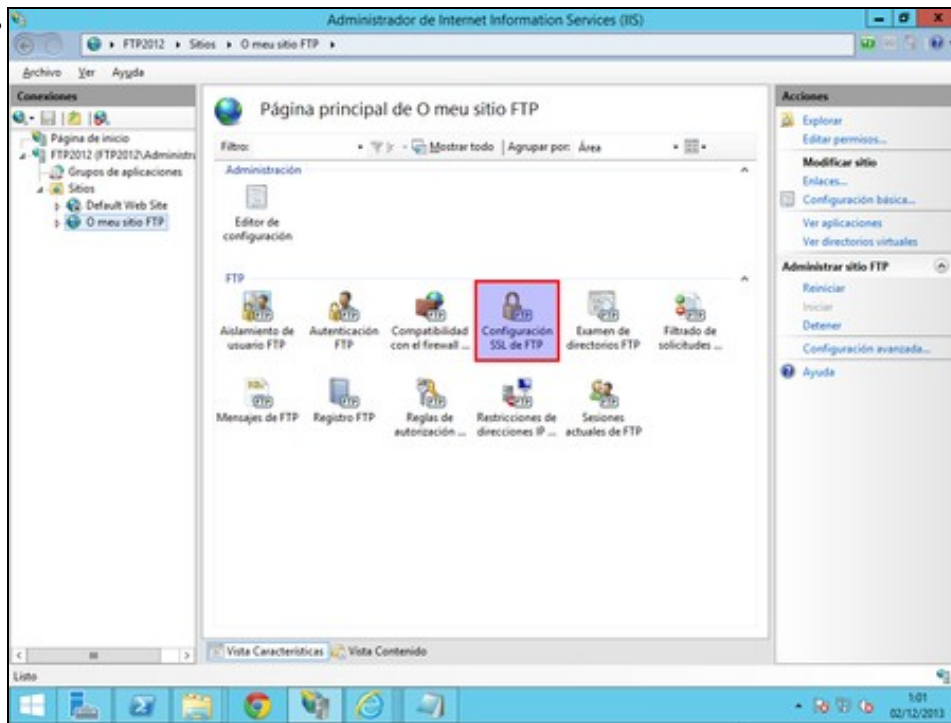 Administrador de Internet Information Services (IIS)
FTP2012 Sitios O meu sitio FTP
Archivo Ver Ayuda
Conexiones
Página de inicio
FTP2012 (FTP2012\Administra
Grupos de aplicaciones
Sitios
Default Web Site
O meu sitio FTP
Página principal de O meu sitio FTP
Filtro: Ir Mostrar todo Agrupar por: Área
Administración
Editor de
configuración
FTP
Aislamiento de
usuario FTP
Autenticación
FTP
Compatibilidad
con el firewall ...
Configuración
SSL de FTP
Examen de
directorios FTP
Filtrado de
solicitudes ...
Mensajes de FTP
Registro FTP
Reglas de
autorización ...
Restricciones de
direcciones IP ...
Sesiones
actuales de FTP
Vista Características Vista Contenido
Acciones
Explorar
Editar permisos...
Modificar sitio
Enlaces...
Configuración básica...
Ver aplicaciones
Ver directorios virtuales
Administrar sitio FTP
Reiniciar
Iniciar
Detener
Configuración avanzada...
Ayuda
Listo
1:01
02/12/2013